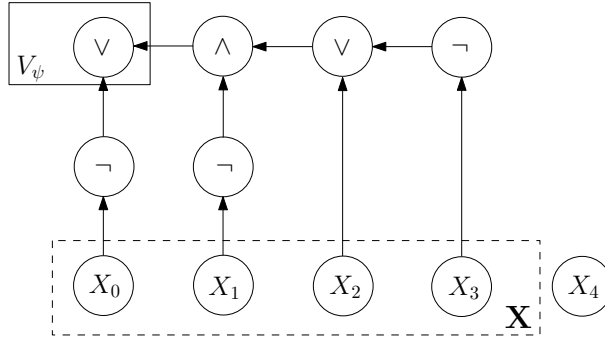 ∨ ∧ ∨ ¬
V_ψ
¬ ¬
X_0 X_1 X_2 X_3 X_4
X